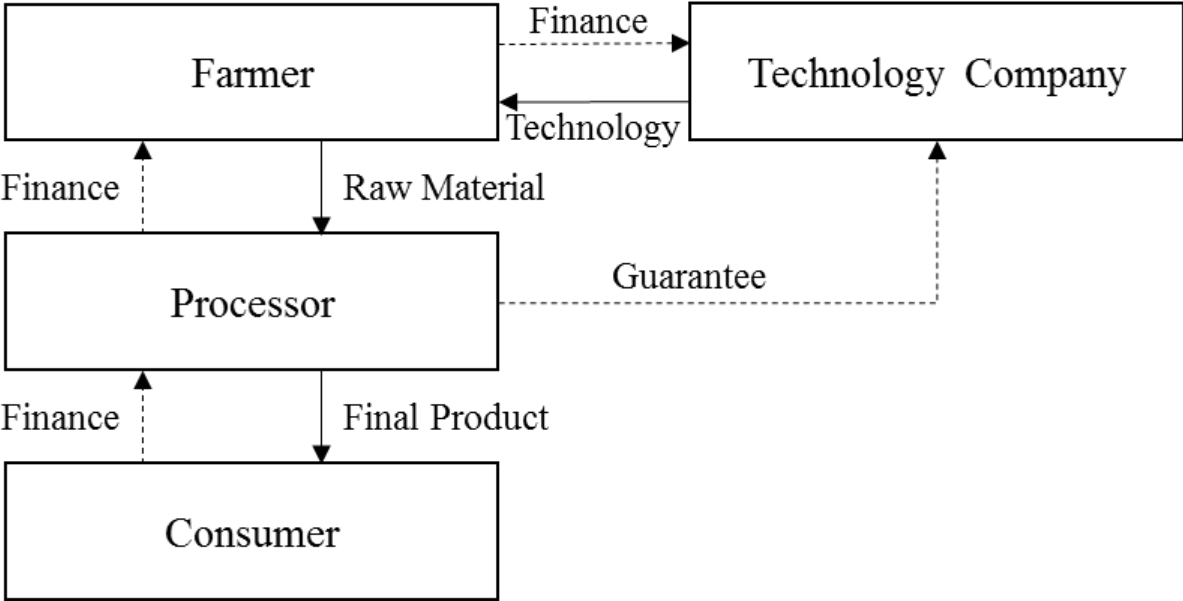 Finance
Farmer
Technology Company
Technology
Finance
Raw Material
Guarantee
Processor
Finance
Final Product
Consumer